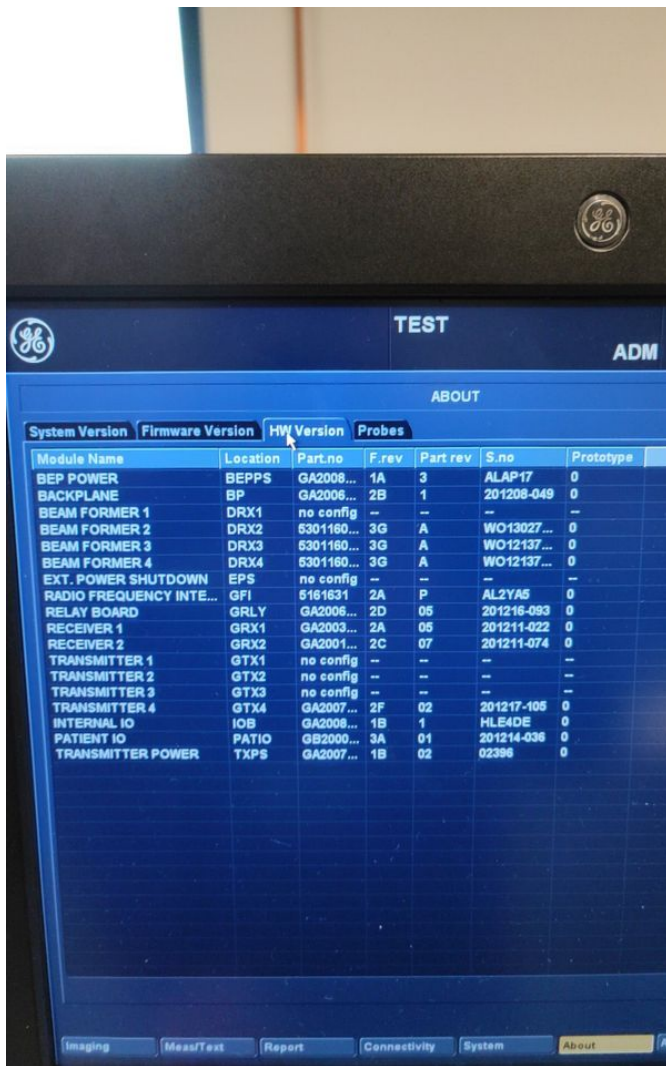 TEST
ADM
ABOUT
System Version Firmware Version HW Version Probes
Module Name Location Part.no F.rev Part rev S.no Prototype
BEP POWER BEPPS GA2008... 1A 3 ALAP17 0
BACKPLANE BP GA2006... 2B 1 201208-049 0
BEAM FORMER 1 DRX1 no config -- -- -- --
BEAM FORMER 2 DRX2 5301160... 3G A WO13027... 0
BEAM FORMER 3 DRX3 5301160... 3G A WO12137... 0
BEAM FORMER 4 DRX4 5301160... 3G A WO12137... 0
EXT. POWER SHUTDOWN EPS no config -- -- -- --
RADIO FREQUENCY INTE... GFI 5161631 2A P AL2YA5 0
RELAY BOARD GRLY GA2006... 2D 05 201216-093 0
RECEIVER 1 GRX1 GA2003... 2A 05 201211-022 0
RECEIVER 2 GRX2 GA2001... 2C 07 201211-074 0
TRANSMITTER 1 GTX1 no config -- -- -- --
TRANSMITTER 2 GTX2 no config -- -- -- --
TRANSMITTER 3 GTX3 no config -- -- -- --
TRANSMITTER 4 GTX4 GA2007... 2F 02 201217-105 0
INTERNAL IO IOB GA2008... 1B 1 HLE4DE 0
PATIENT IO PATIO GB2000... 3A 01 201214-036 0
TRANSMITTER POWER TXPS GA2007... 1B 02 02396 0
Imaging Meas/Text Report Connectivity System About